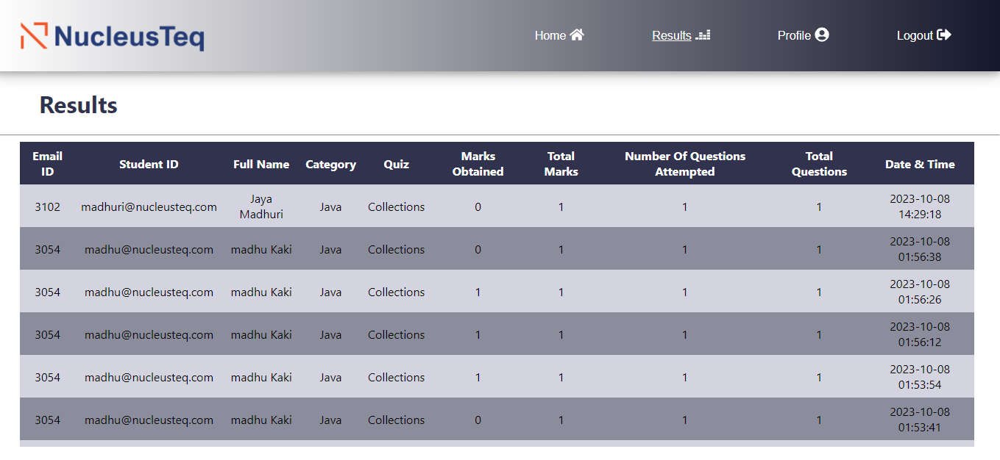 NucleusTeq
Home
Results
Profile
Logout
Results
Email ID Student ID Full Name Category Quiz Marks Obtained Total Marks Number Of Questions Attempted Total Questions Date & Time
3102 madhuri@nucleusteq.com Jaya Madhuri Java Collections 0 1 1 1 2023-10-08 14:29:18
3054 madhu@nucleusteq.com madhu Kaki Java Collections 0 1 1 1 2023-10-08 01:56:38
3054 madhu@nucleusteq.com madhu Kaki Java Collections 1 1 1 1 2023-10-08 01:56:26
3054 madhu@nucleusteq.com madhu Kaki Java Collections 1 1 1 1 2023-10-08 01:56:12
3054 madhu@nucleusteq.com madhu Kaki Java Collections 1 1 1 1 2023-10-08 01:53:54
3054 madhu@nucleusteq.com madhu Kaki Java Collections 0 1 1 1 2023-10-08 01:53:41